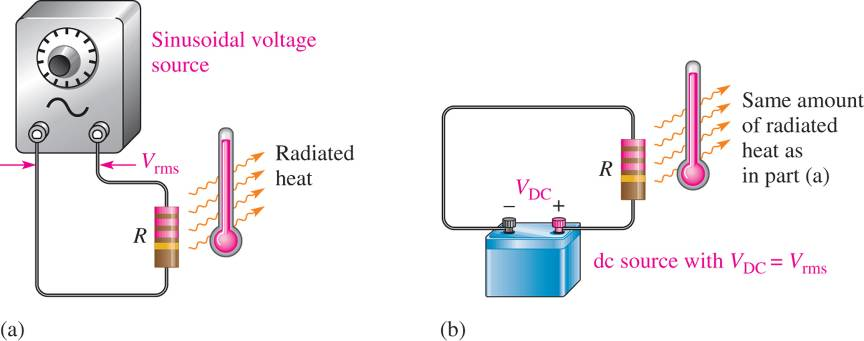 Sinusoidal voltage
source
V_rms
Radiated
heat
R
(a)
Same amount
of radiated
heat as
in part (a)
R
V_DC
– +
dc source with V_DC = V_rms
(b)